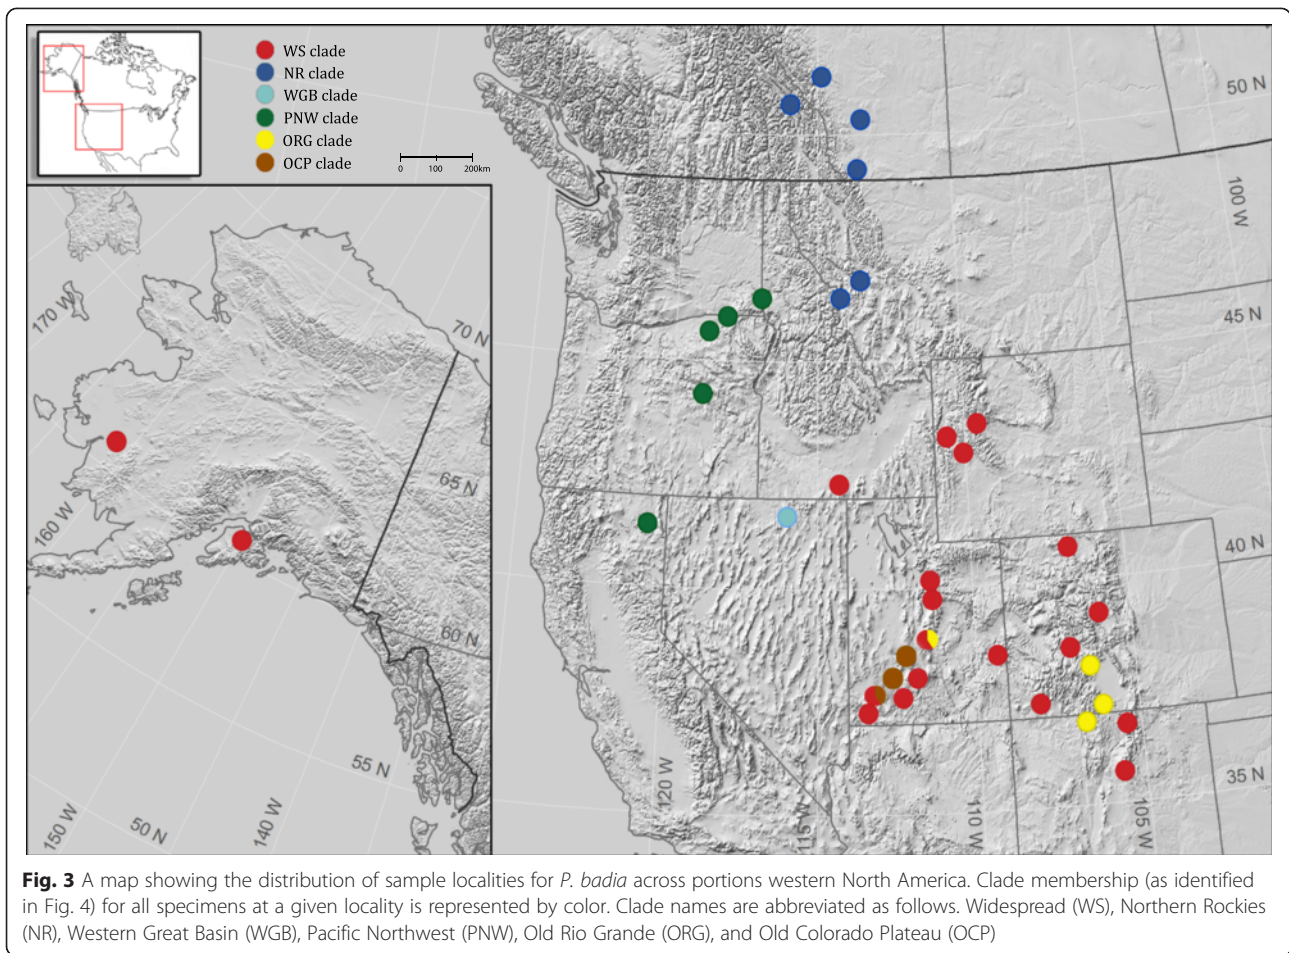 WS clade
NR clade
WGB clade
PNW clade
ORG clade
OCP clade
0 100 200km
50 N
100 W
45 N
40 N
35 N
105 W
110 W
115 W
120 W
170 W
70 N
65 N
160 W
60 N
55 N
150 W
50 N
140 W
Fig. 3 A map showing the distribution of sample localities for P. badia across portions western North America. Clade membership (as identified
in Fig. 4) for all specimens at a given locality is represented by color. Clade names are abbreviated as follows. Widespread (WS), Northern Rockies
(NR), Western Great Basin (WGB), Pacific Northwest (PNW), Old Rio Grande (ORG), and Old Colorado Plateau (OCP)